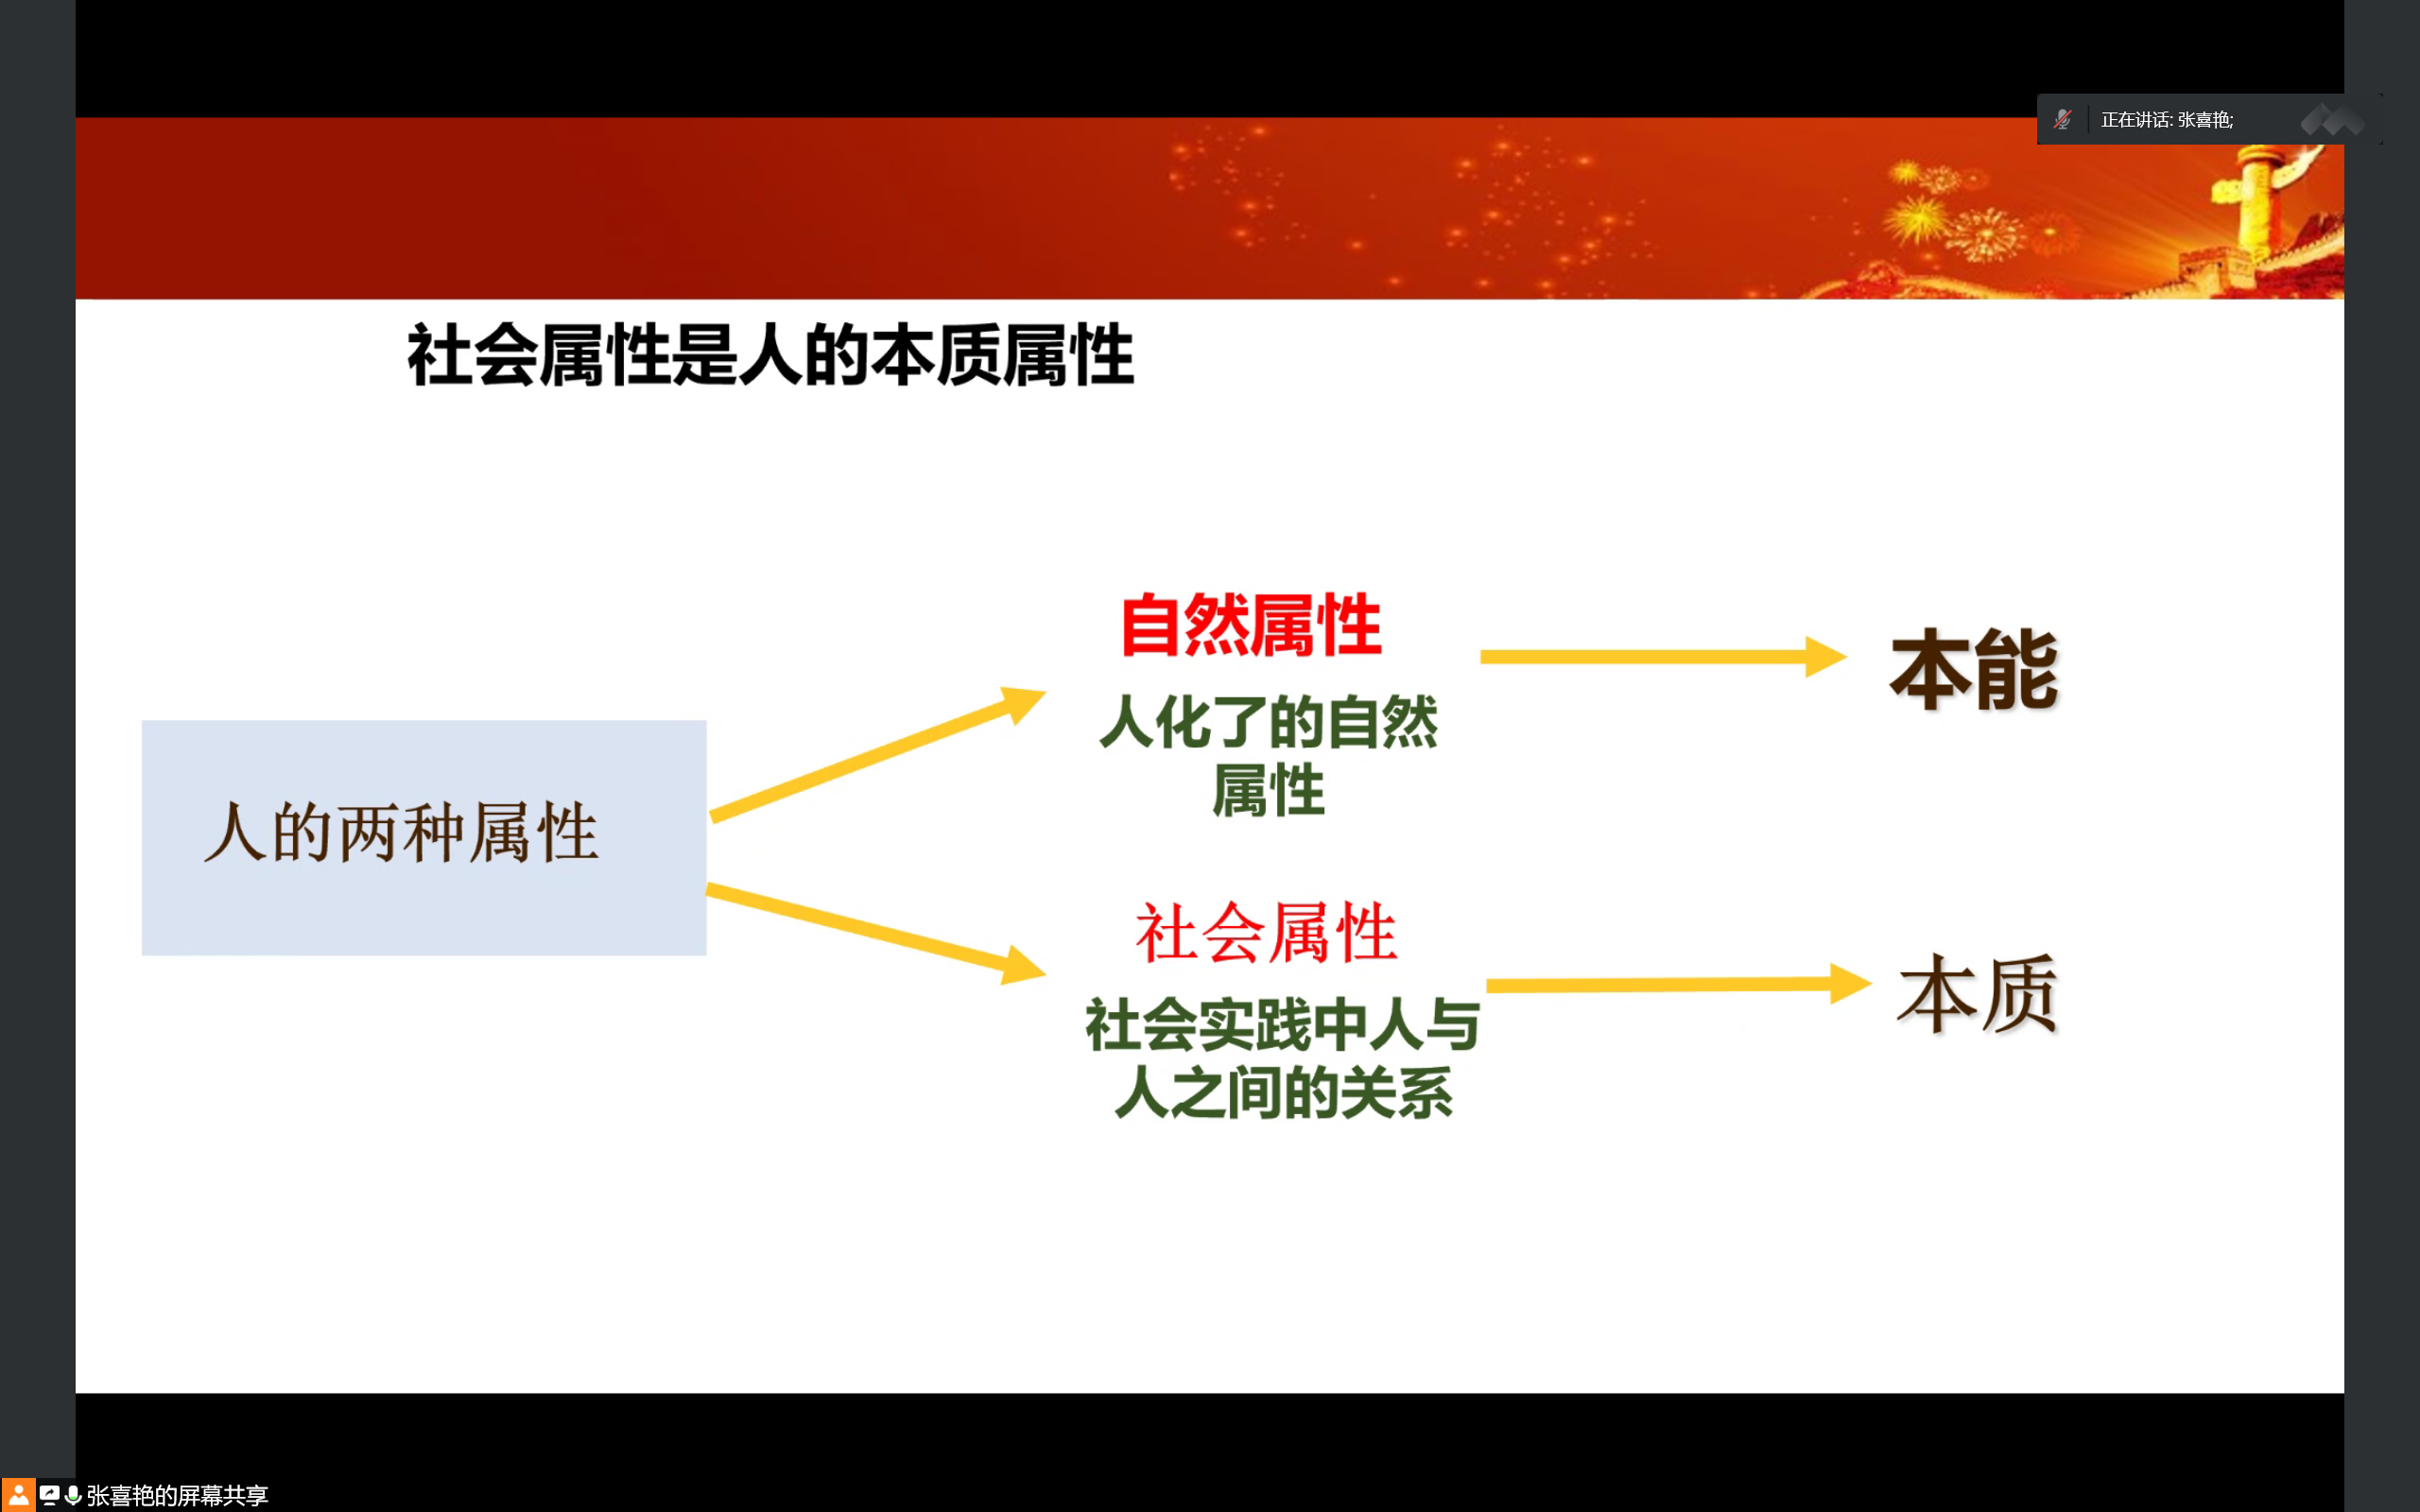 正在讲话: 张喜艳;
社会属性是人的本质属性
自然属性
本能
人化了的自然
属性
人的两种属性
社会属性
本质
社会实践中人与
人之间的关系
张喜艳的屏幕共享